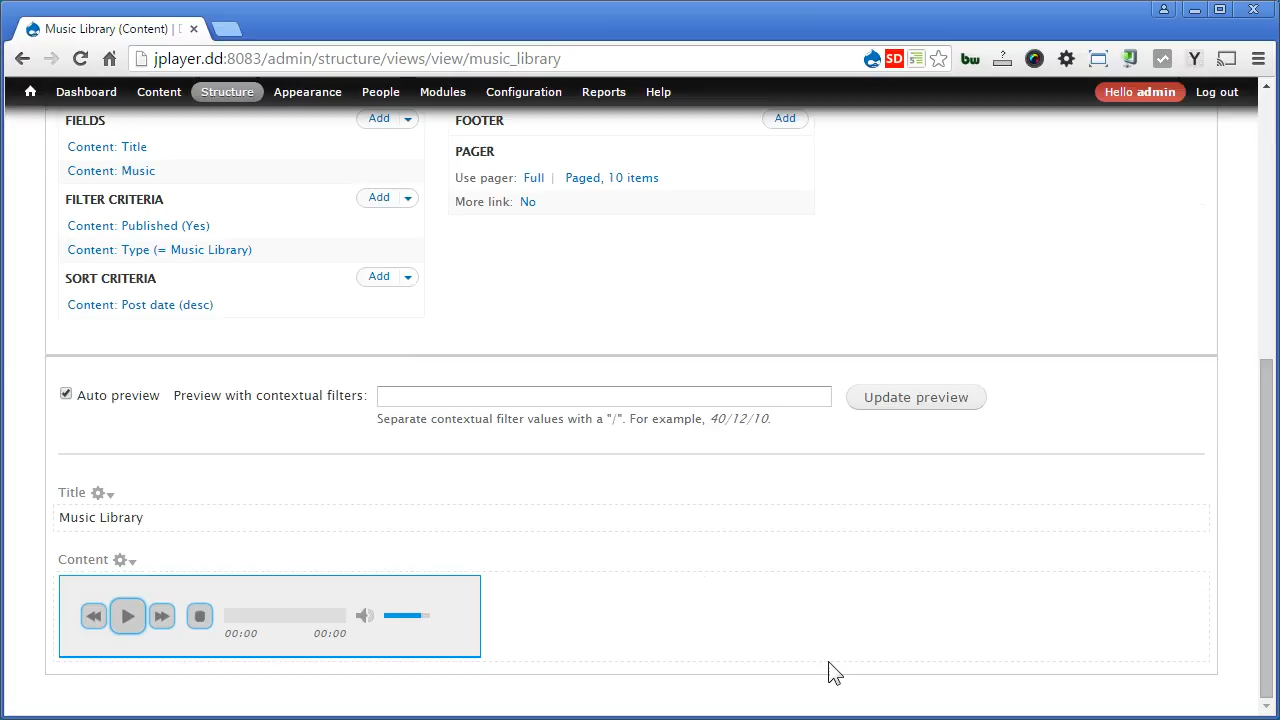 Music Library (Content) | D
jplayer.dd:8083/admin/structure/views/view/music_library
SD
bw
Y
Dashboard Content Structure Appearance People Modules Configuration Reports Help Hello admin Log out
FIELDS Add
Content: Title
Content: Music
FILTER CRITERIA Add
Content: Published (Yes)
Content: Type (= Music Library)
SORT CRITERIA Add
Content: Post date (desc)
FOOTER Add
PAGER
Use pager: Full | Paged, 10 items
More link: No
Auto preview Preview with contextual filters: Update preview
Separate contextual filter values with a "/". For example, 40/12/10.
Title
Music Library
Content
00:00 00:00